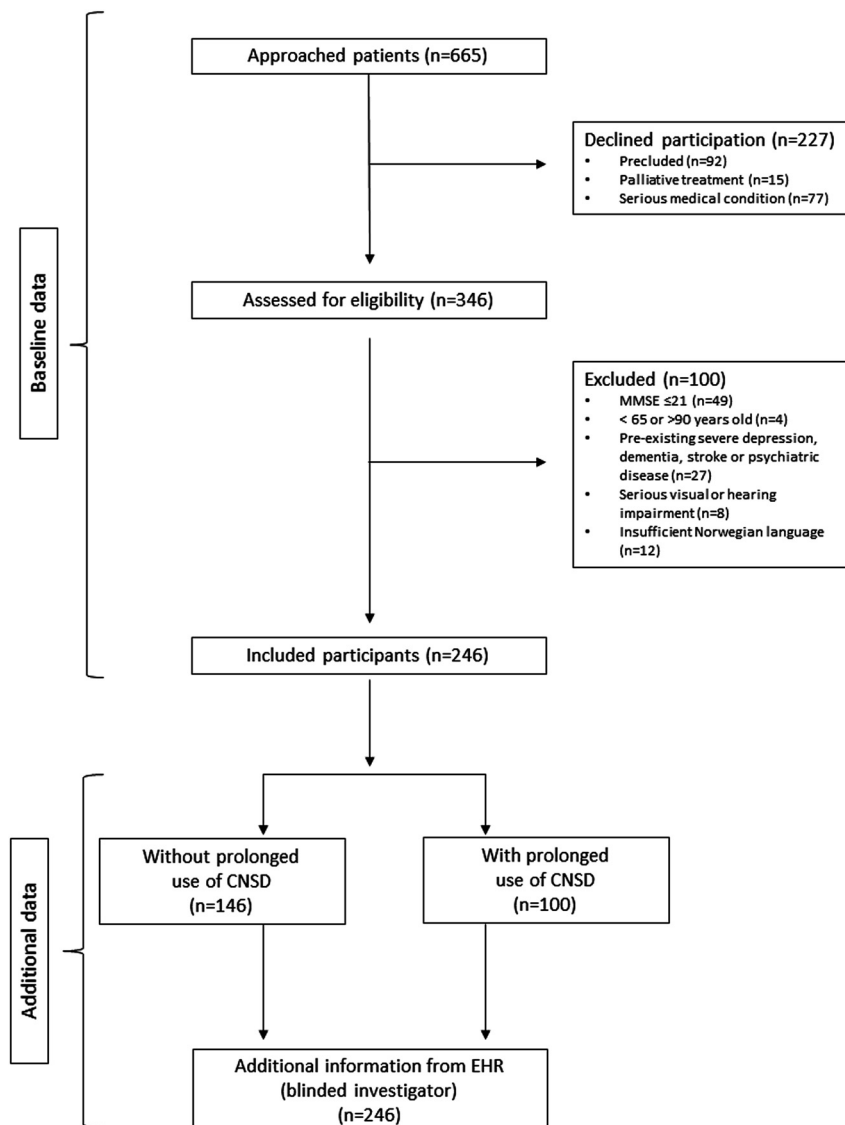 Approached patients (n=665)
Declined participation (n=227)
• Precluded (n=92)
• Palliative treatment (n=15)
• Serious medical condition (n=77)
Baseline data
Assessed for eligibility (n=346)
Excluded (n=100)
• MMSE ≤21 (n=49)
• < 65 or >90 years old (n=4)
• Pre-existing severe depression,
dementia, stroke or psychiatric
disease (n=27)
• Serious visual or hearing
impairment (n=8)
• Insufficient Norwegian language
(n=12)
Included participants (n=246)
Additional data
Without prolonged
use of CNSD
(n=146)
With prolonged
use of CNSD
(n=100)
Additional information from EHR
(blinded investigator)
n=246)